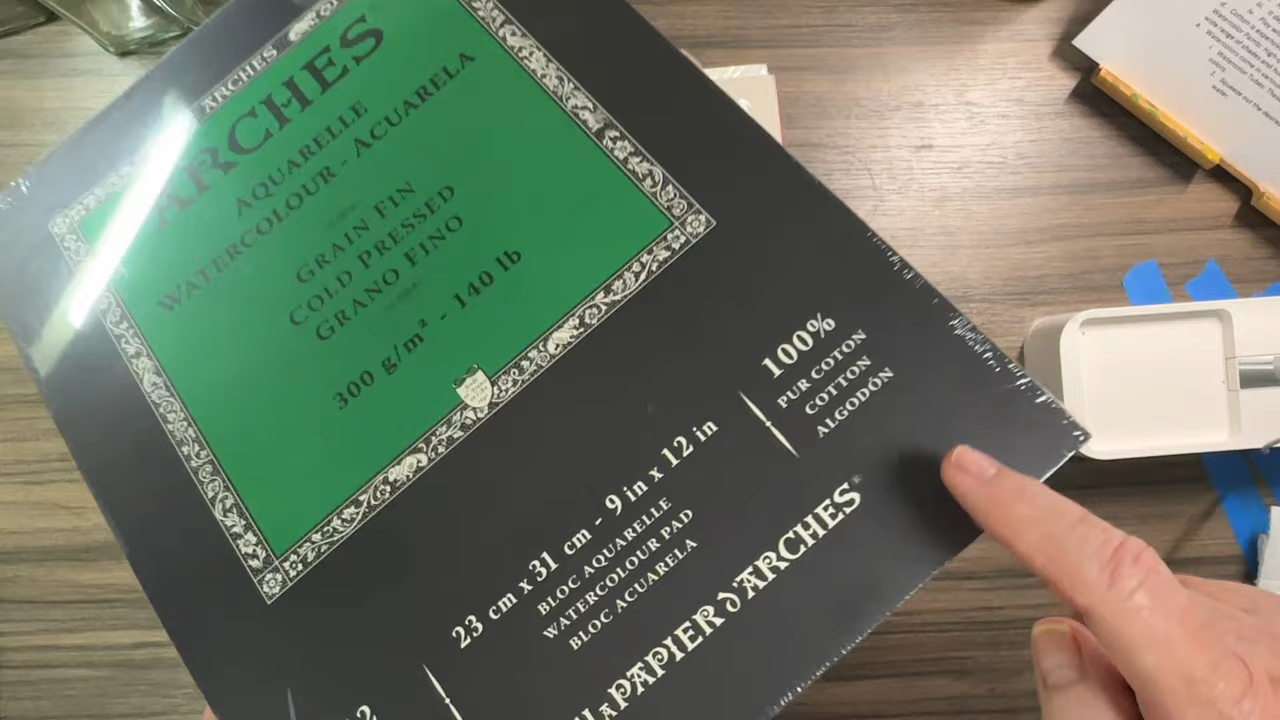 ARCHES
ARCHES®
AQUARELLE
WATERCOLOUR - ACUARELA
GRAIN FIN
COLD PRESSED
GRANO FINO
300 g/m² - 140 lb
100%
PUR COTON
COTTON
ALGODÓN
23 cm x 31 cm - 9 in x 12 in
BLOC AQUARELLE
WATERCOLOUR PAD
BLOC ACUARELA
PAPIER d'ARCHES®